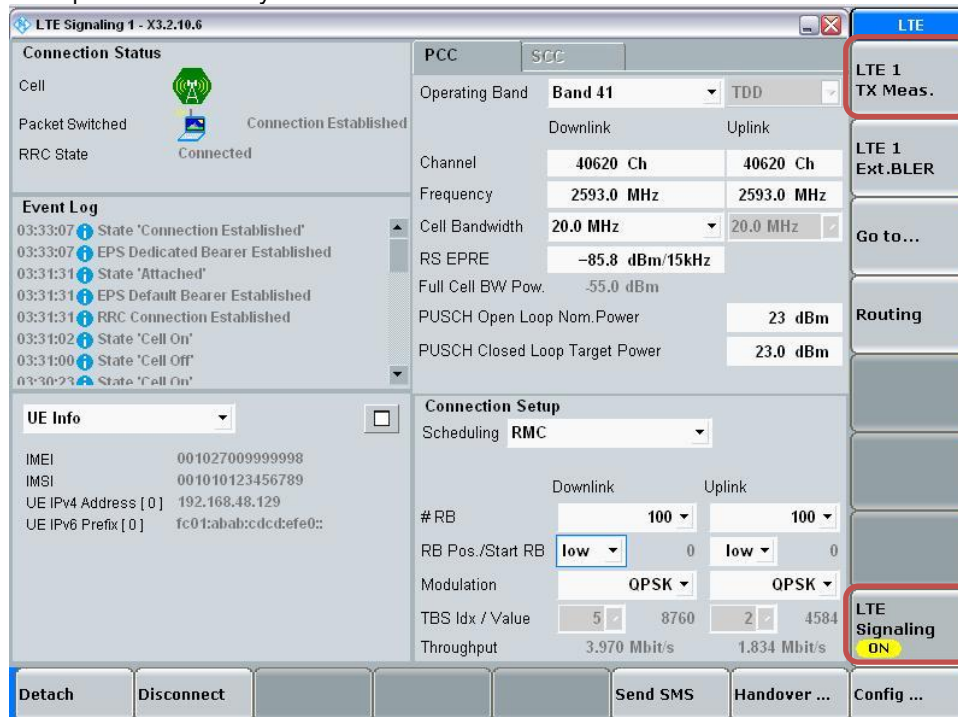 LTE Signaling 1 - X3.2.10.6
Connection Status
Cell
Packet Switched Connection Established
RRC State Connected
Event Log
03:33:07 State 'Connection Established'
03:33:07 EPS Dedicated Bearer Established
03:31:31 State 'Attached'
03:31:31 EPS Default Bearer Established
03:31:31 RRC Connection Established
03:31:02 State 'Cell On'
03:31:00 State 'Cell Off'
03:30:23 State 'Cell On'
UE Info
IMEI 001027009999998
IMSI 001010123456789
UE IPv4 Address [ 0 ] 192.168.48.129
UE IPv6 Prefix [ 0 ] fc01:abab:cdcd:efe0::
PCC SCC
Operating Band Band 41 TDD
Downlink Uplink
Channel 40620 Ch 40620 Ch
Frequency 2593.0 MHz 2593.0 MHz
Cell Bandwidth 20.0 MHz 20.0 MHz
RS EPRE -85.8 dBm/15kHz
Full Cell BW Pow. -55.0 dBm
PUSCH Open Loop Nom.Power 23 dBm
PUSCH Closed Loop Target Power 23.0 dBm
Connection Setup
Scheduling RMC
Downlink Uplink
# RB 100 100
RB Pos./Start RB low 0 low 0
Modulation QPSK QPSK
TBS Idx / Value 5 8760 2 4584
Throughput 3.970 Mbit/s 1.834 Mbit/s
LTE
LTE 1
TX Meas.
LTE 1
Ext.BLER
Go to...
Routing
LTE
Signaling
ON
Detach Disconnect Send SMS Handover ... Config ...